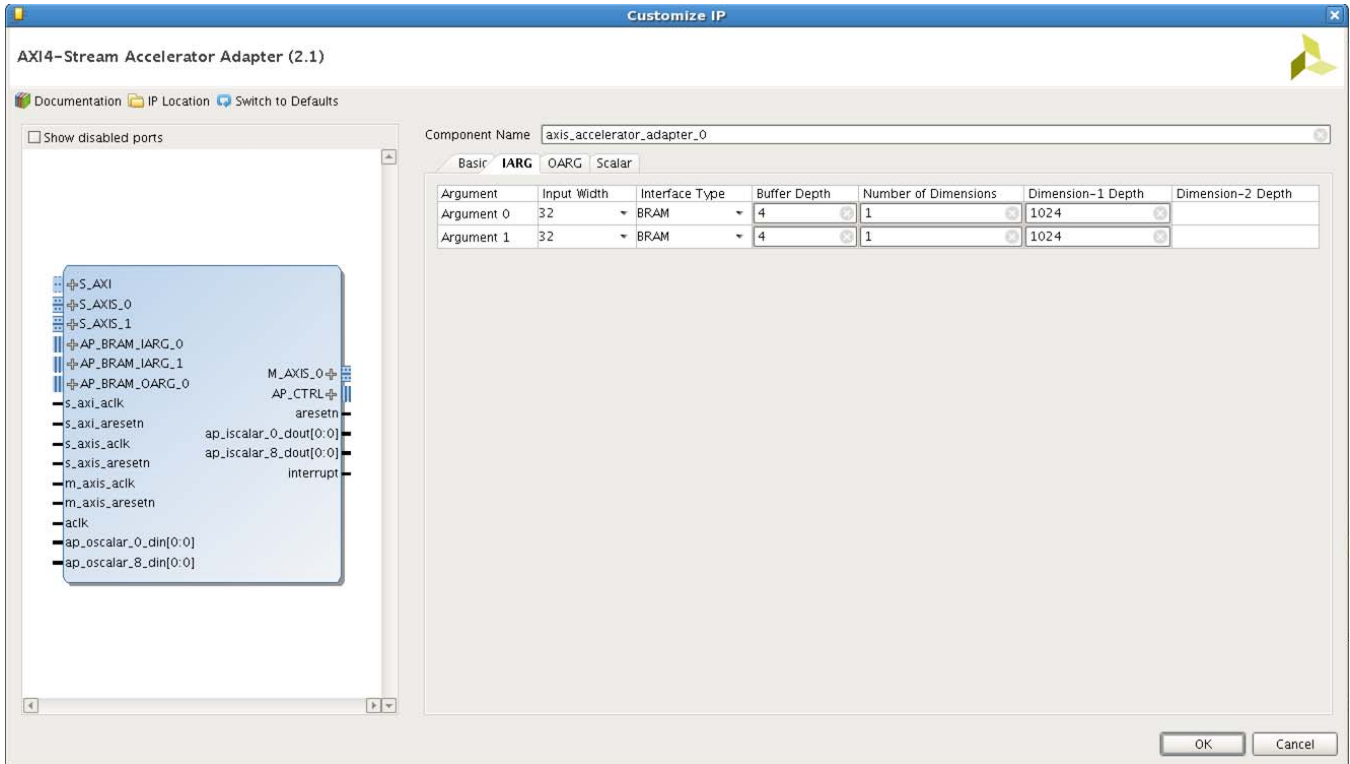 Customize IP
AXI4-Stream Accelerator Adapter (2.1)
Documentation IP Location Switch to Defaults
Show disabled ports
S_AXI
S_AXIS_0
S_AXIS_1
AP_BRAM_IARG_0
AP_BRAM_IARG_1
AP_BRAM_OARG_0
s_axi_aclk
s_axi_aresetn
s_axis_aclk
s_axis_aresetn
m_axis_aclk
m_axis_aresetn
aclk
ap_oscalar_0_din[0:0]
ap_oscalar_8_din[0:0]
M_AXIS_0
AP_CTRL
aresetn
ap_iscalar_0_dout[0:0]
ap_iscalar_8_dout[0:0]
interrupt
Component Name axis_accelerator_adapter_0
Basic IARG OARG Scalar
Argument Input Width Interface Type Buffer Depth Number of Dimensions Dimension-1 Depth Dimension-2 Depth
Argument 0 32 BRAM 4 1 1024
Argument 1 32 BRAM 4 1 1024
OK Cancel